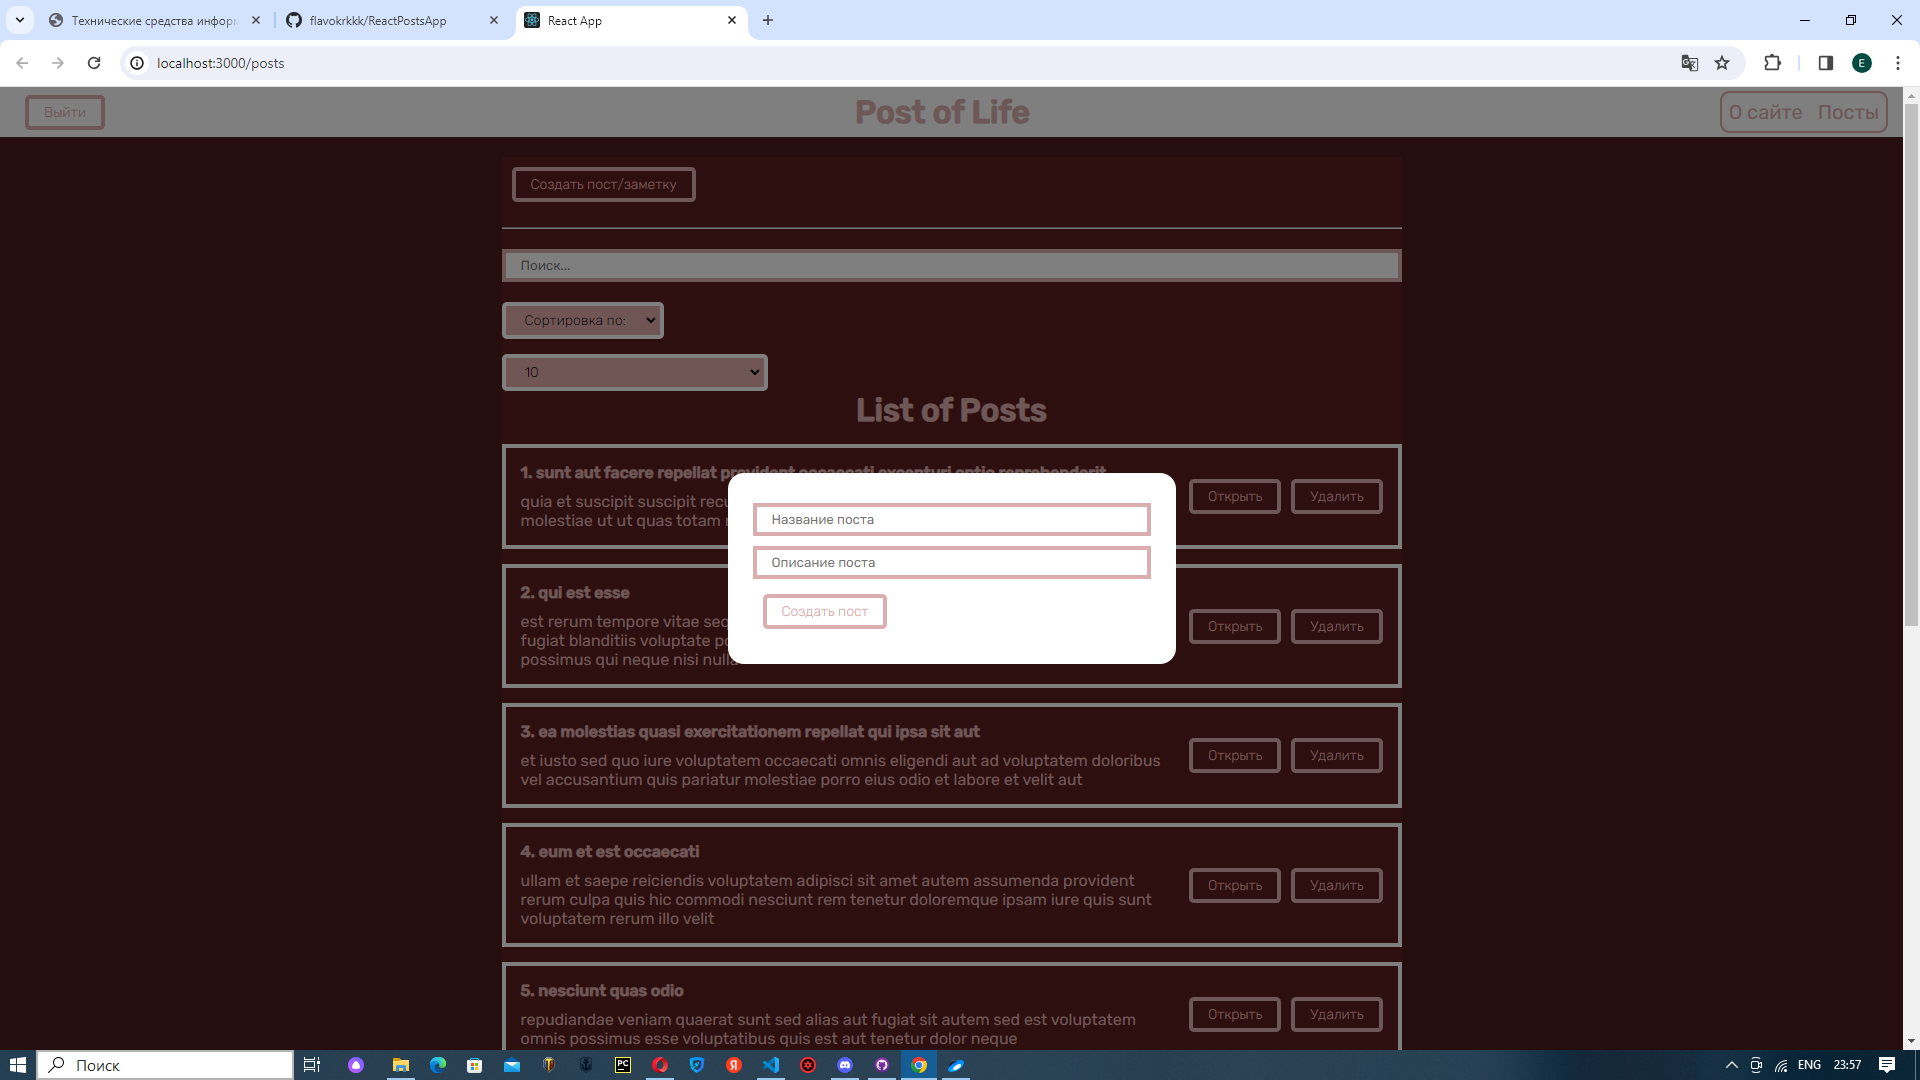 Технические средства инфор
flavokrkkk/ReactPostsApp
React App
localhost:3000/posts
E
Выйти
Post of Life
О сайте
Посты
Создать пост/заметку
Поиск...
Сортировка по:
10
List of Posts
1. sunt aut facere repellat provident occaecati excepturi optio reprehenderit
quia et suscipit suscipit recu
molestiae ut ut quas totam
Открыть
Удалить
Название поста
Описание поста
Создать пост
2. qui est esse
est rerum tempore vitae seq
fugiat blanditiis voluptate po
possimus qui neque nisi nulla
Открыть
Удалить
3. ea molestias quasi exercitationem repellat qui ipsa sit aut
et iusto sed quo iure voluptatem occaecati omnis eligendi aut ad voluptatem doloribus
vel accusantium quis pariatur molestiae porro eius odio et labore et velit aut
Открыть
Удалить
4. eum et est occaecati
ullam et saepe reiciendis voluptatem adipisci sit amet autem assumenda provident
rerum culpa quis hic commodi nesciunt rem tenetur doloremque ipsam iure quis sunt
voluptatem rerum illo velit
Открыть
Удалить
5. nesciunt quas odio
repudiandae veniam quaerat sunt sed alias aut fugiat sit autem sed est voluptatem
omnis possimus esse voluptatibus quis est aut tenetur dolor neque
Открыть
Удалить
Поиск
PC
ENG
23:57